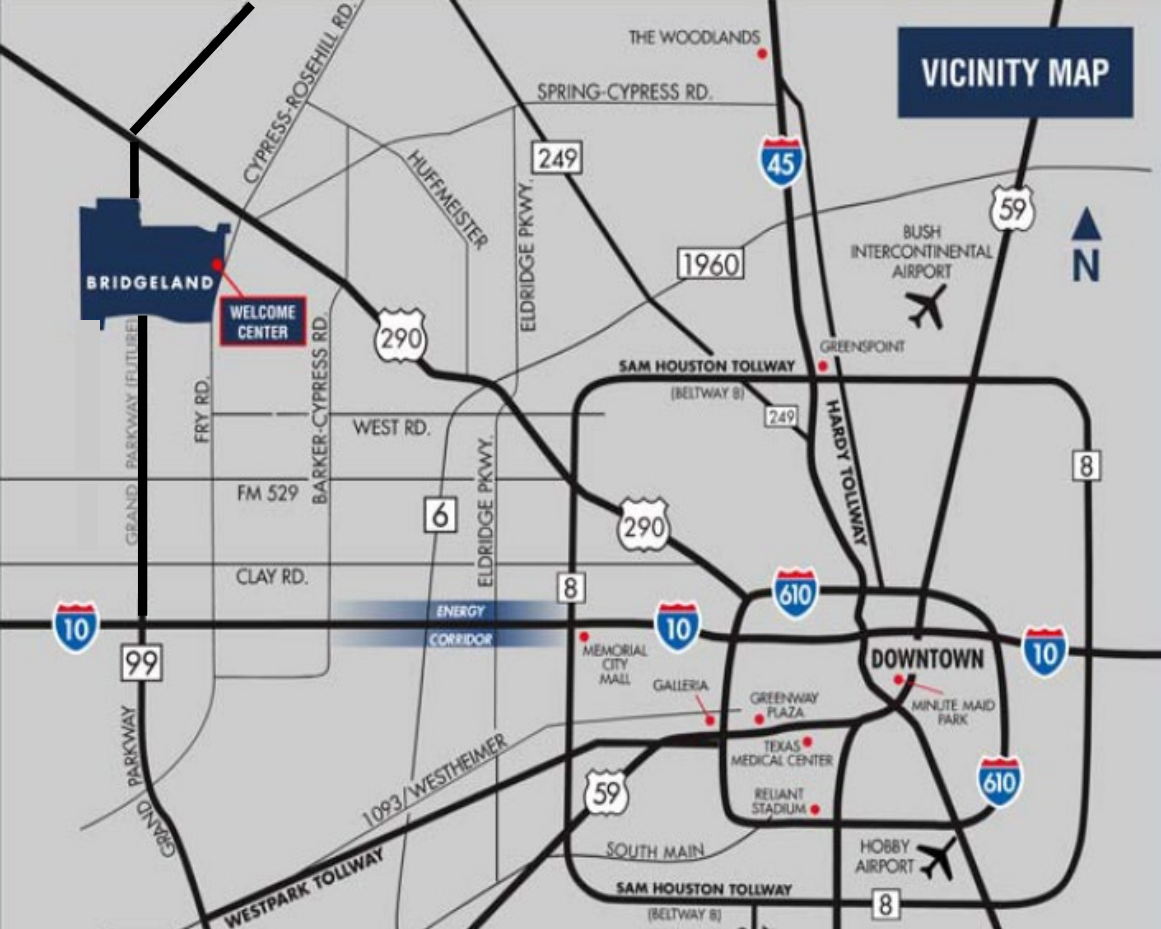 THE WOODLANDS
VICINITY MAP
CYPRESS-ROSEHILL RD.
SPRING-CYPRESS RD.
249
45
HUFFMEISTER
ELDRIDGE PKWY.
59
BUSH
INTERCONTINENTAL
AIRPORT
N
1960
BRIDGELAND
WELCOME
CENTER
290
GREENSPOINT
SAM HOUSTON TOLLWAY
(BELTWAY 8)
249
HARDY TOLLWAY
GRAND PARKWAY (FUTURE)
FRY RD.
BARKER-CYPRESS RD.
WEST RD.
8
FM 529
6
ELDRIDGE PKWY.
290
CLAY RD.
8
610
ENERGY
CORRIDOR
10
10
10
99
MEMORIAL
CITY
MALL
DOWNTOWN
GALLERIA
GREENWAY
PLAZA
MINUTE MAID
PARK
TEXAS
MEDICAL CENTER
GRAND PARKWAY
1093/WESTHEIMER
59
610
RELIANT
STADIUM
SOUTH MAIN
HOBBY
AIRPORT
WESTPARK TOLLWAY
SAM HOUSTON TOLLWAY
(BELTWAY 8)
8